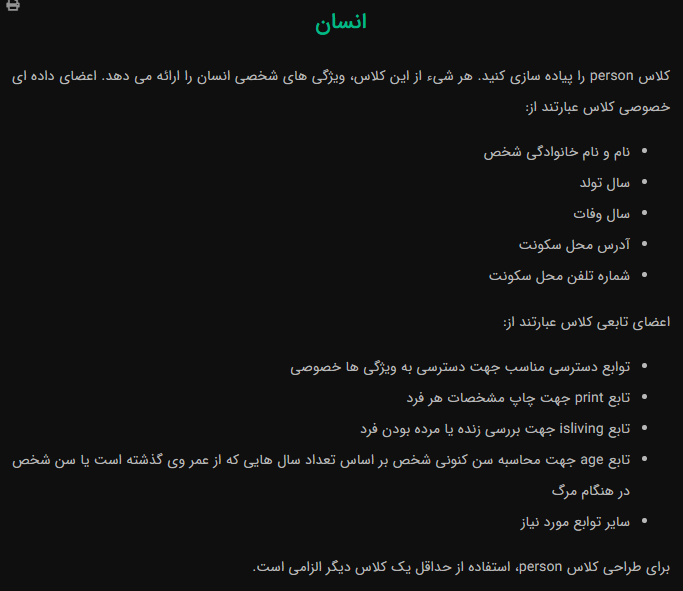 انسان
کلاس person را پیاده سازی کنید. هر شیء از این کلاس، ویژگی های شخصی انسان را ارائه می دهد. اعضای داده ای
خصوصی کلاس عبارتند از:
• نام و نام خانوادگی شخص
• سال تولد
• سال وفات
• آدرس محل سکونت
• شماره تلفن محل سکونت
اعضای تابعی کلاس عبارتند از:
• توابع دسترسی مناسب جهت دسترسی به ویژگی ها خصوصی
• تابع print جهت چاپ مشخصات هر فرد
• تابع isliving جهت بررسی زنده یا مرده بودن فرد
• تابع age جهت محاسبه سن کنونی شخص بر اساس تعداد سال هایی که از عمر وی گذشته است یا سن شخص
در هنگام مرگ
• سایر توابع مورد نیاز
برای طراحی کلاس person، استفاده از حداقل یک کلاس دیگر الزامی است.